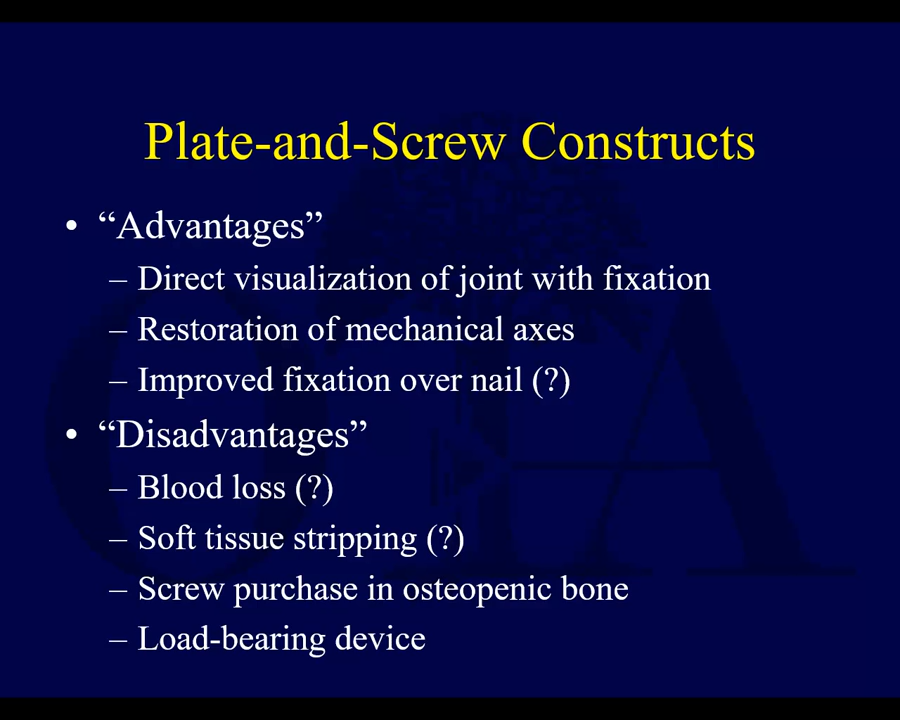 Plate-and-Screw Constructs
• “Advantages”
– Direct visualization of joint with fixation
– Restoration of mechanical axes
– Improved fixation over nail (?)
• “Disadvantages”
– Blood loss (?)
– Soft tissue stripping (?)
– Screw purchase in osteopenic bone
– Load-bearing device
OTA